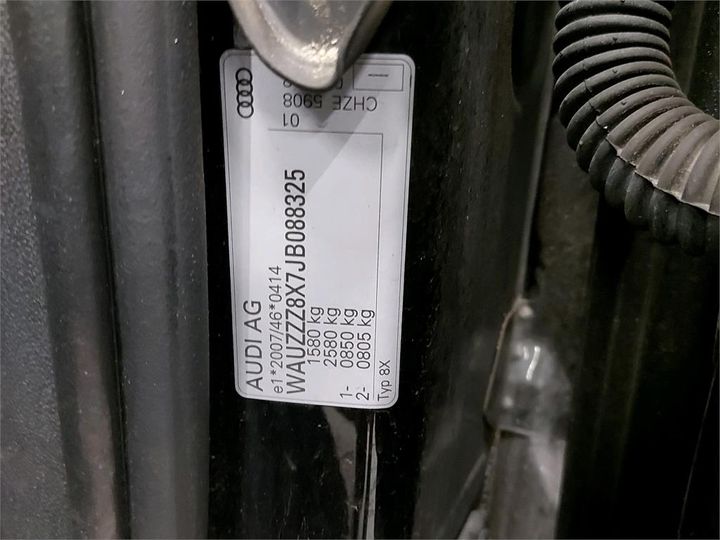 AUDI AG
e1*2007/46*0414 01
WAUZZZ8X7JB088325
1580 kg
2580 kg
1- 0850 kg
2- 0805 kg
Typ 8X
CHZE 5908